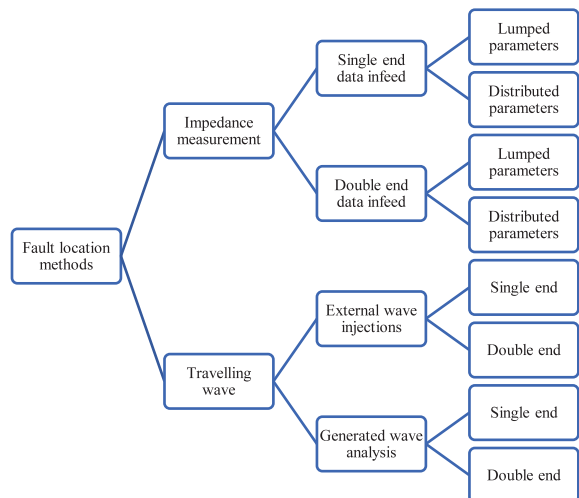 Fault location
methods
Impedance
measurement
Single end
data infeed
Lumped
parameters
Distributed
parameters
Double end
data infeed
Lumped
parameters
Distributed
parameters
Travelling
wave
External wave
injections
Single end
Double end
Generated wave
analysis
Single end
Double end